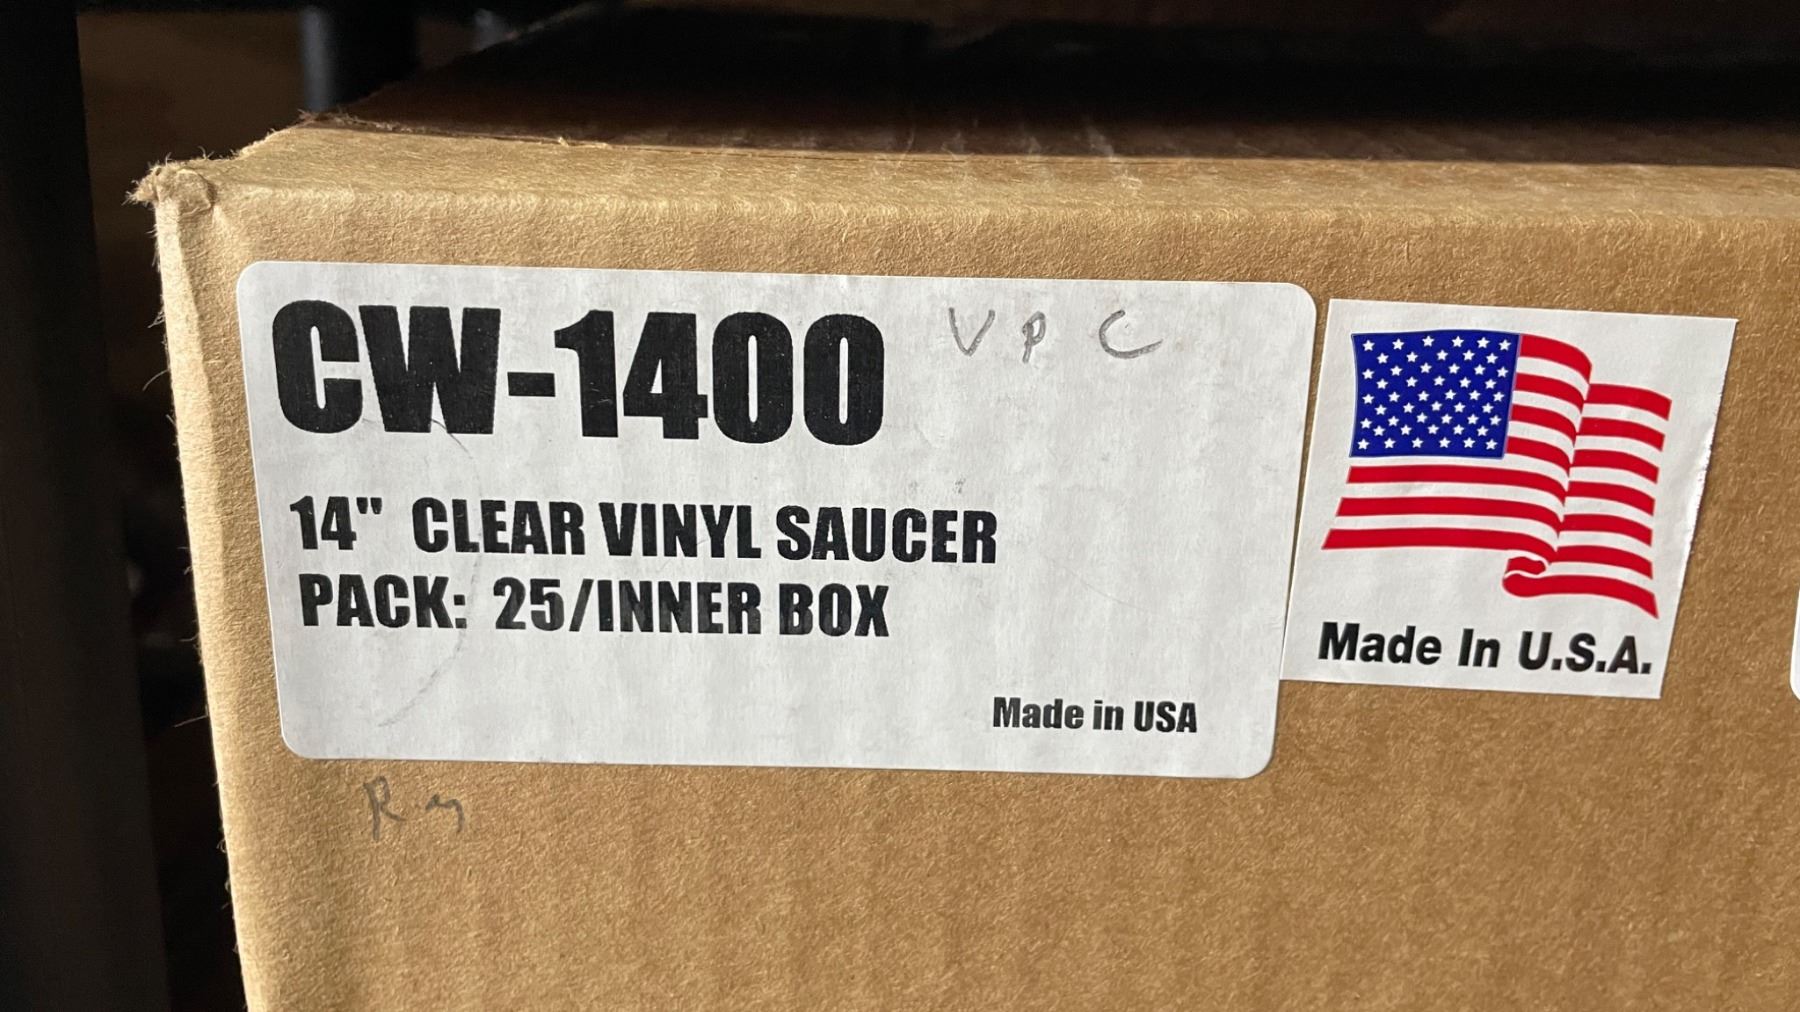 CW-1400 VPC
14" CLEAR VINYL SAUCER
PACK: 25/INNER BOX
Made in USA
Made In U.S.A.